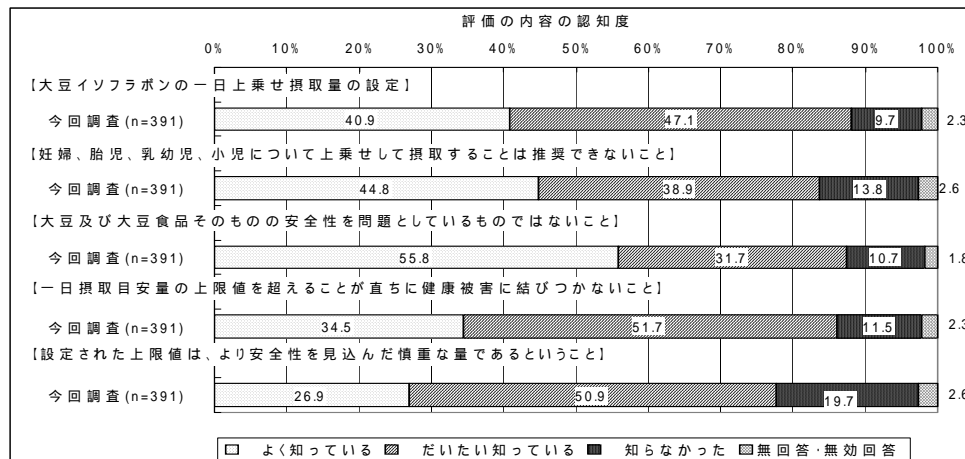 評価の内容の認知度
0% 10% 20% 30% 40% 50% 60% 70% 80% 90% 100%
【大豆イソフラボンの一日上乗せ摂取量の設定】
今回調査(n=391) 40.9 47.1 9.7 2.3
【妊婦、胎児、乳幼児、小児について上乗せして摂取することは推奨できないこと】
今回調査(n=391) 44.8 38.9 13.8 2.6
【大豆及び大豆食品そのものの安全性を問題としているものではないこと】
今回調査(n=391) 55.8 31.7 10.7 1.8
【一日摂取目安量の上限値を超えることが直ちに健康被害に結びつかないこと】
今回調査(n=391) 34.5 51.7 11.5 2.3
【設定された上限値は、より安全性を見込んだ慎重な量であるということ】
今回調査(n=391) 26.9 50.9 19.7 2.6
よく知っている だいたい知っている 知らなかった 無回答・無効回答